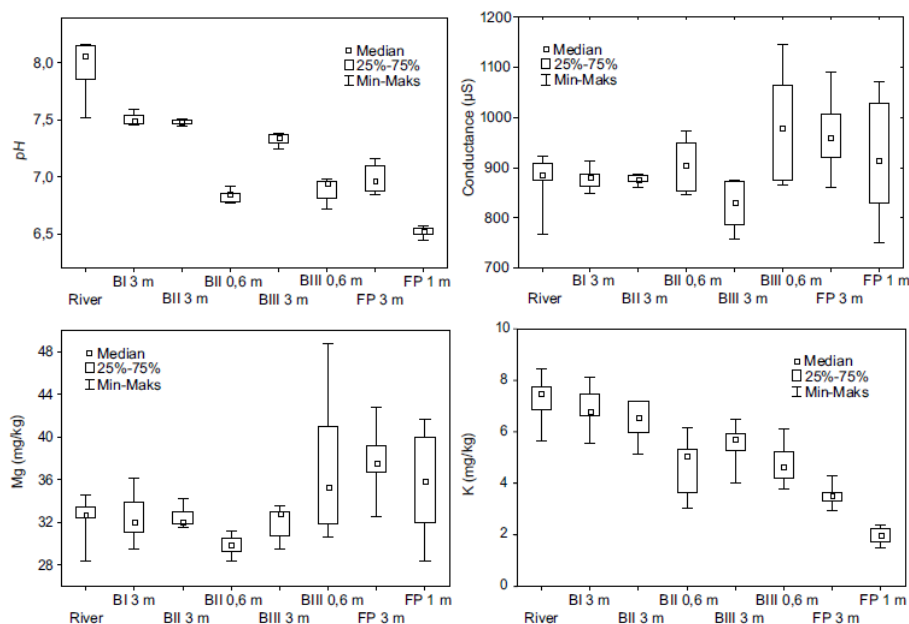 8,0
7,5
7,0
6,5
pH
Median
25%-75%
Min-Maks
BI 3 m BII 0,6 m BIII 0,6 m FP 1 m
River BII 3 m BIII 3 m FP 3 m
1200
1100
1000
900
800
700
Conductance (µS)
Median
25%-75%
Min-Maks
BI 3 m BII 0,6 m BIII 0,6 m FP 1 m
River BII 3 m BIII 3 m FP 3 m
48
44
40
36
32
28
Mg (mg/kg)
Median
25%-75%
Min-Maks
BI 3 m BII 0,6 m BIII 0,6 m FP 1 m
River BII 3 m BIII 3 m FP 3 m
10
8
6
4
2
0
K (mg/kg)
Median
25%-75%
Min-Maks
BI 3 m BII 0,6 m BIII 0,6 m FP 1 m
River BII 3 m BIII 3 m FP 3 m